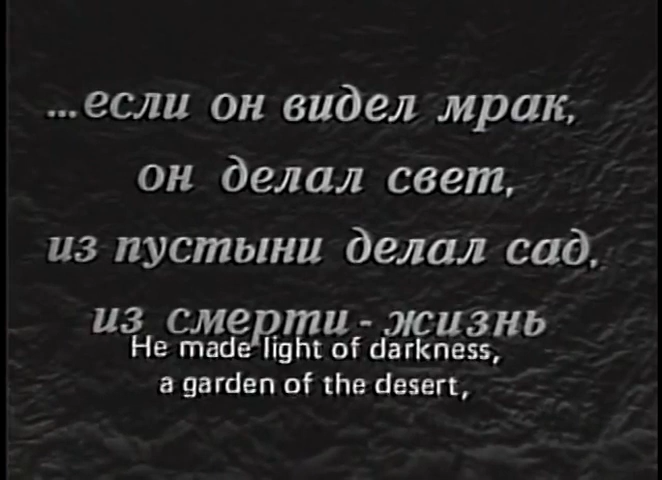 ...если он видел мрак,
он делал свет,
из пустыни делал сад,
из смерти - жизнь
He made light of darkness,
a garden of the desert,